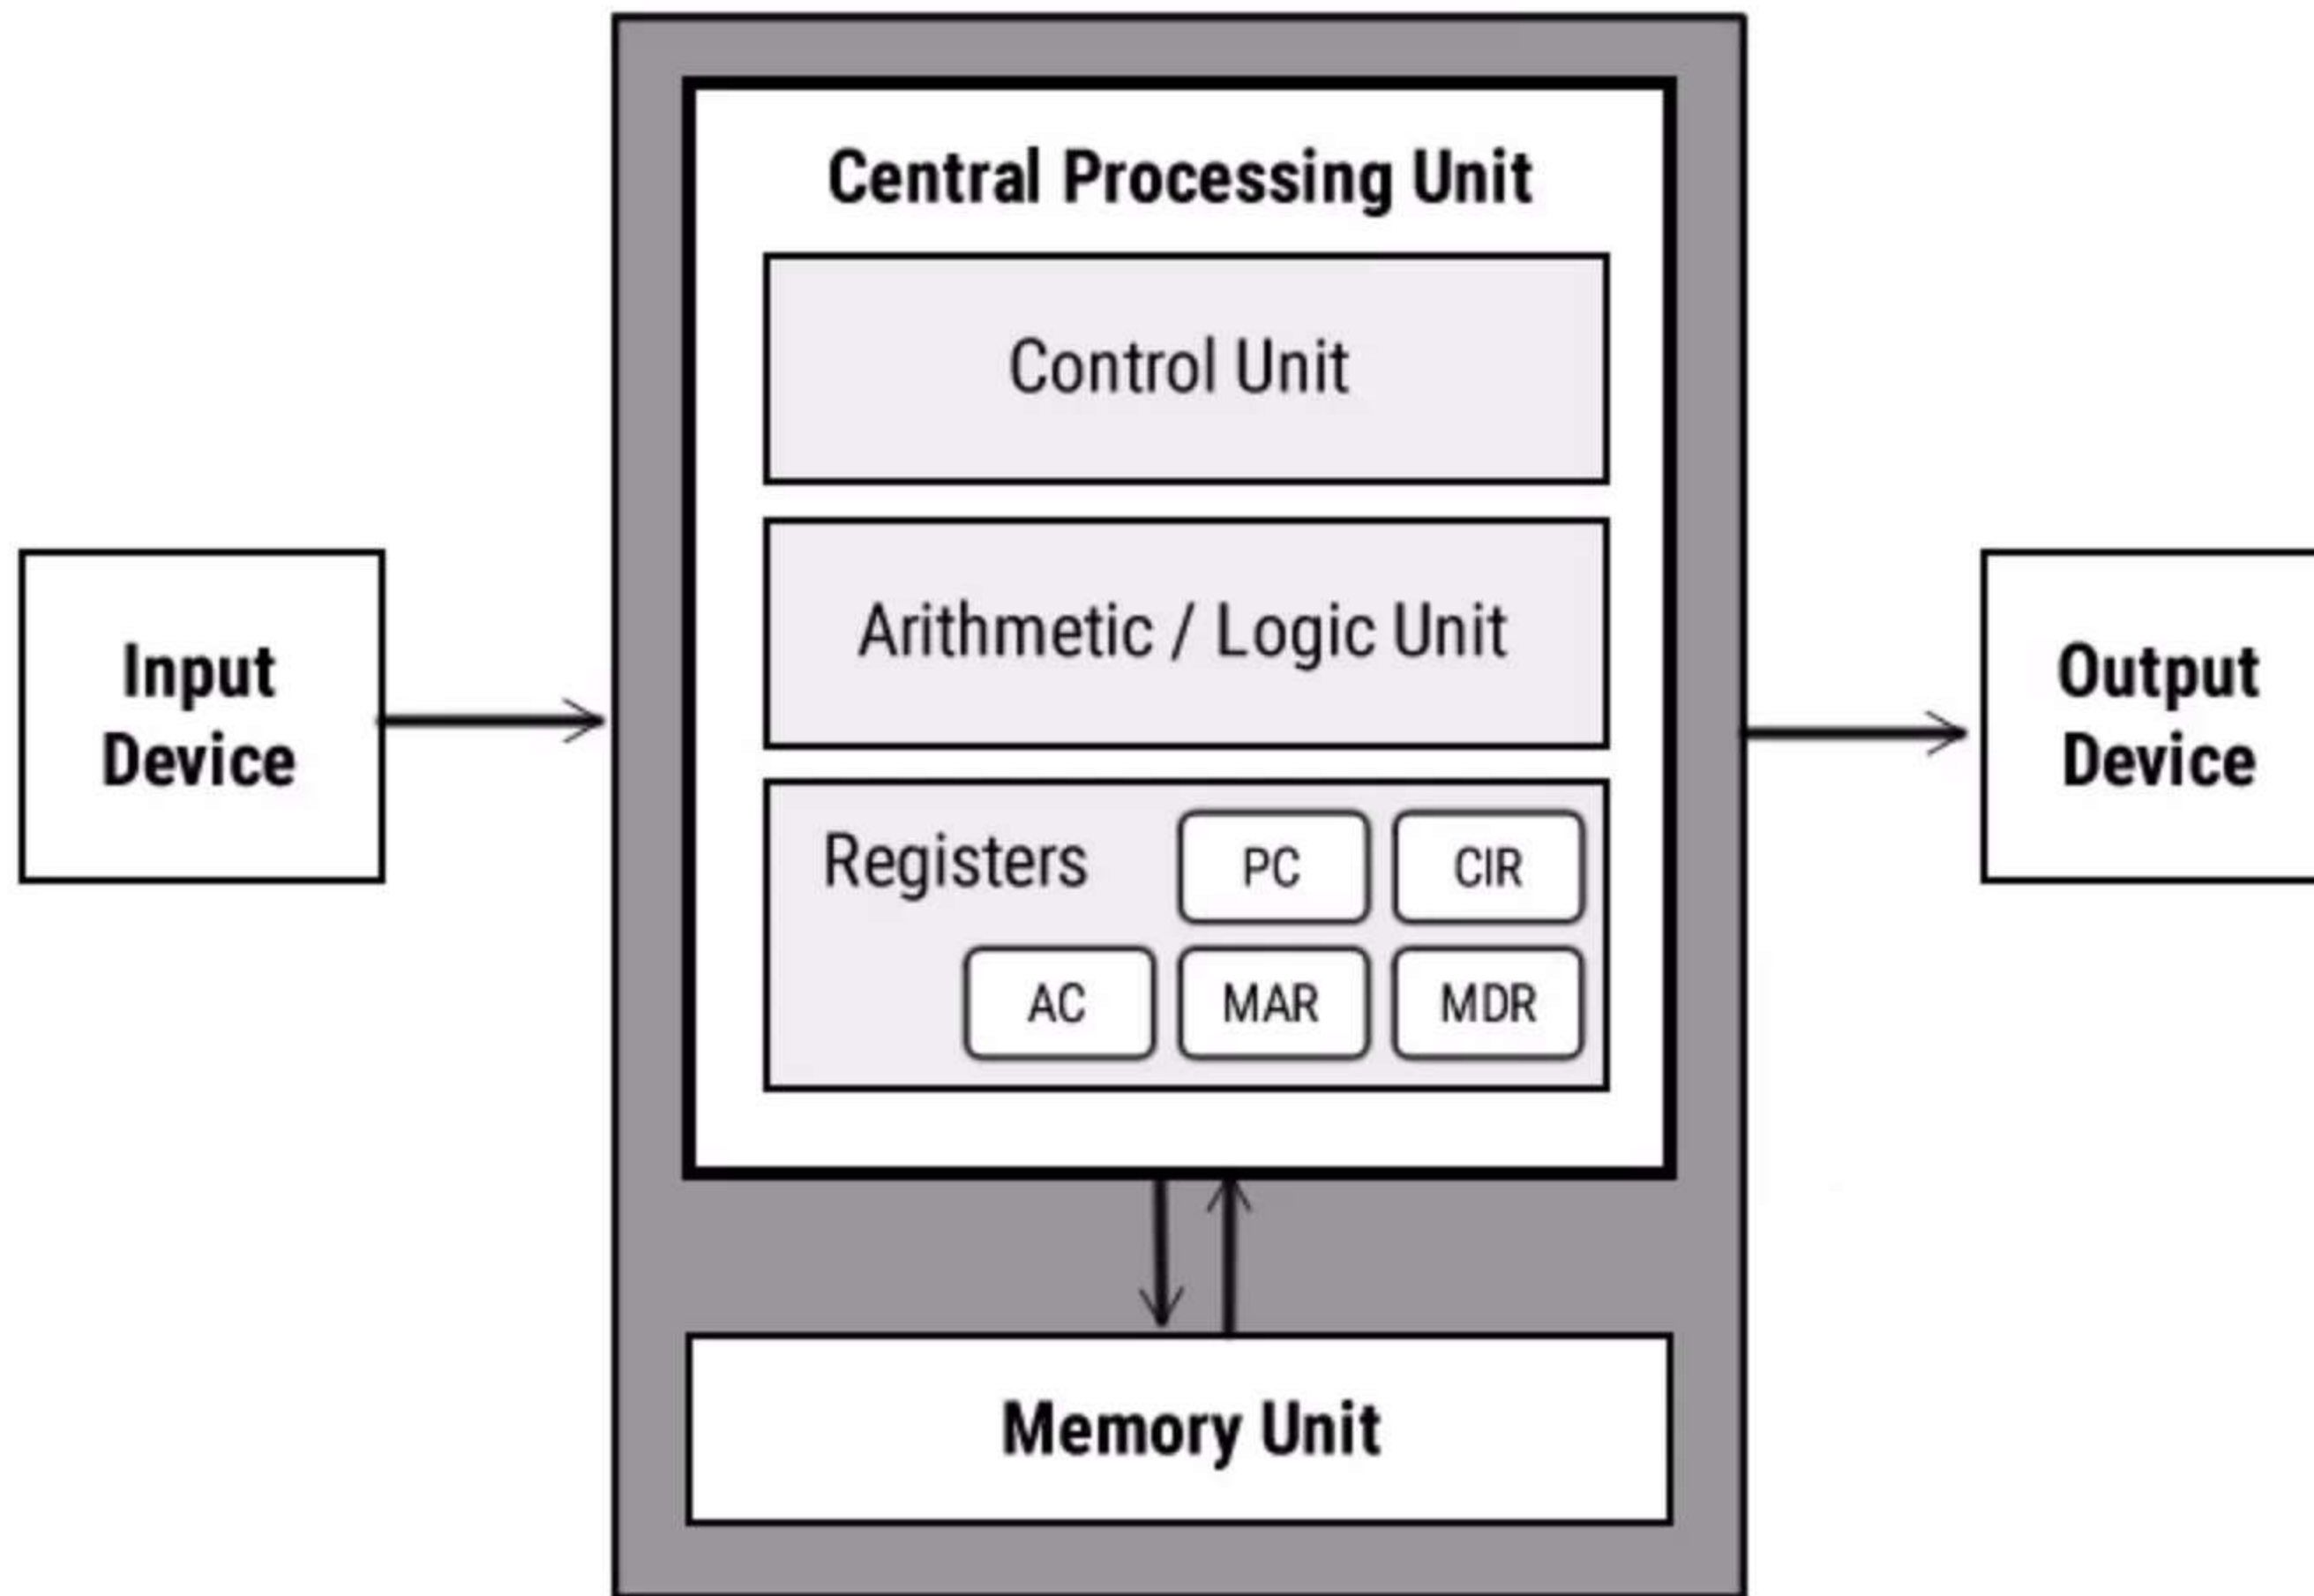 Central Processing Unit
Control Unit
Arithmetic / Logic Unit
Input
Device
Output
Device
Registers PC CIR
AC MAR MDR
Memory Unit